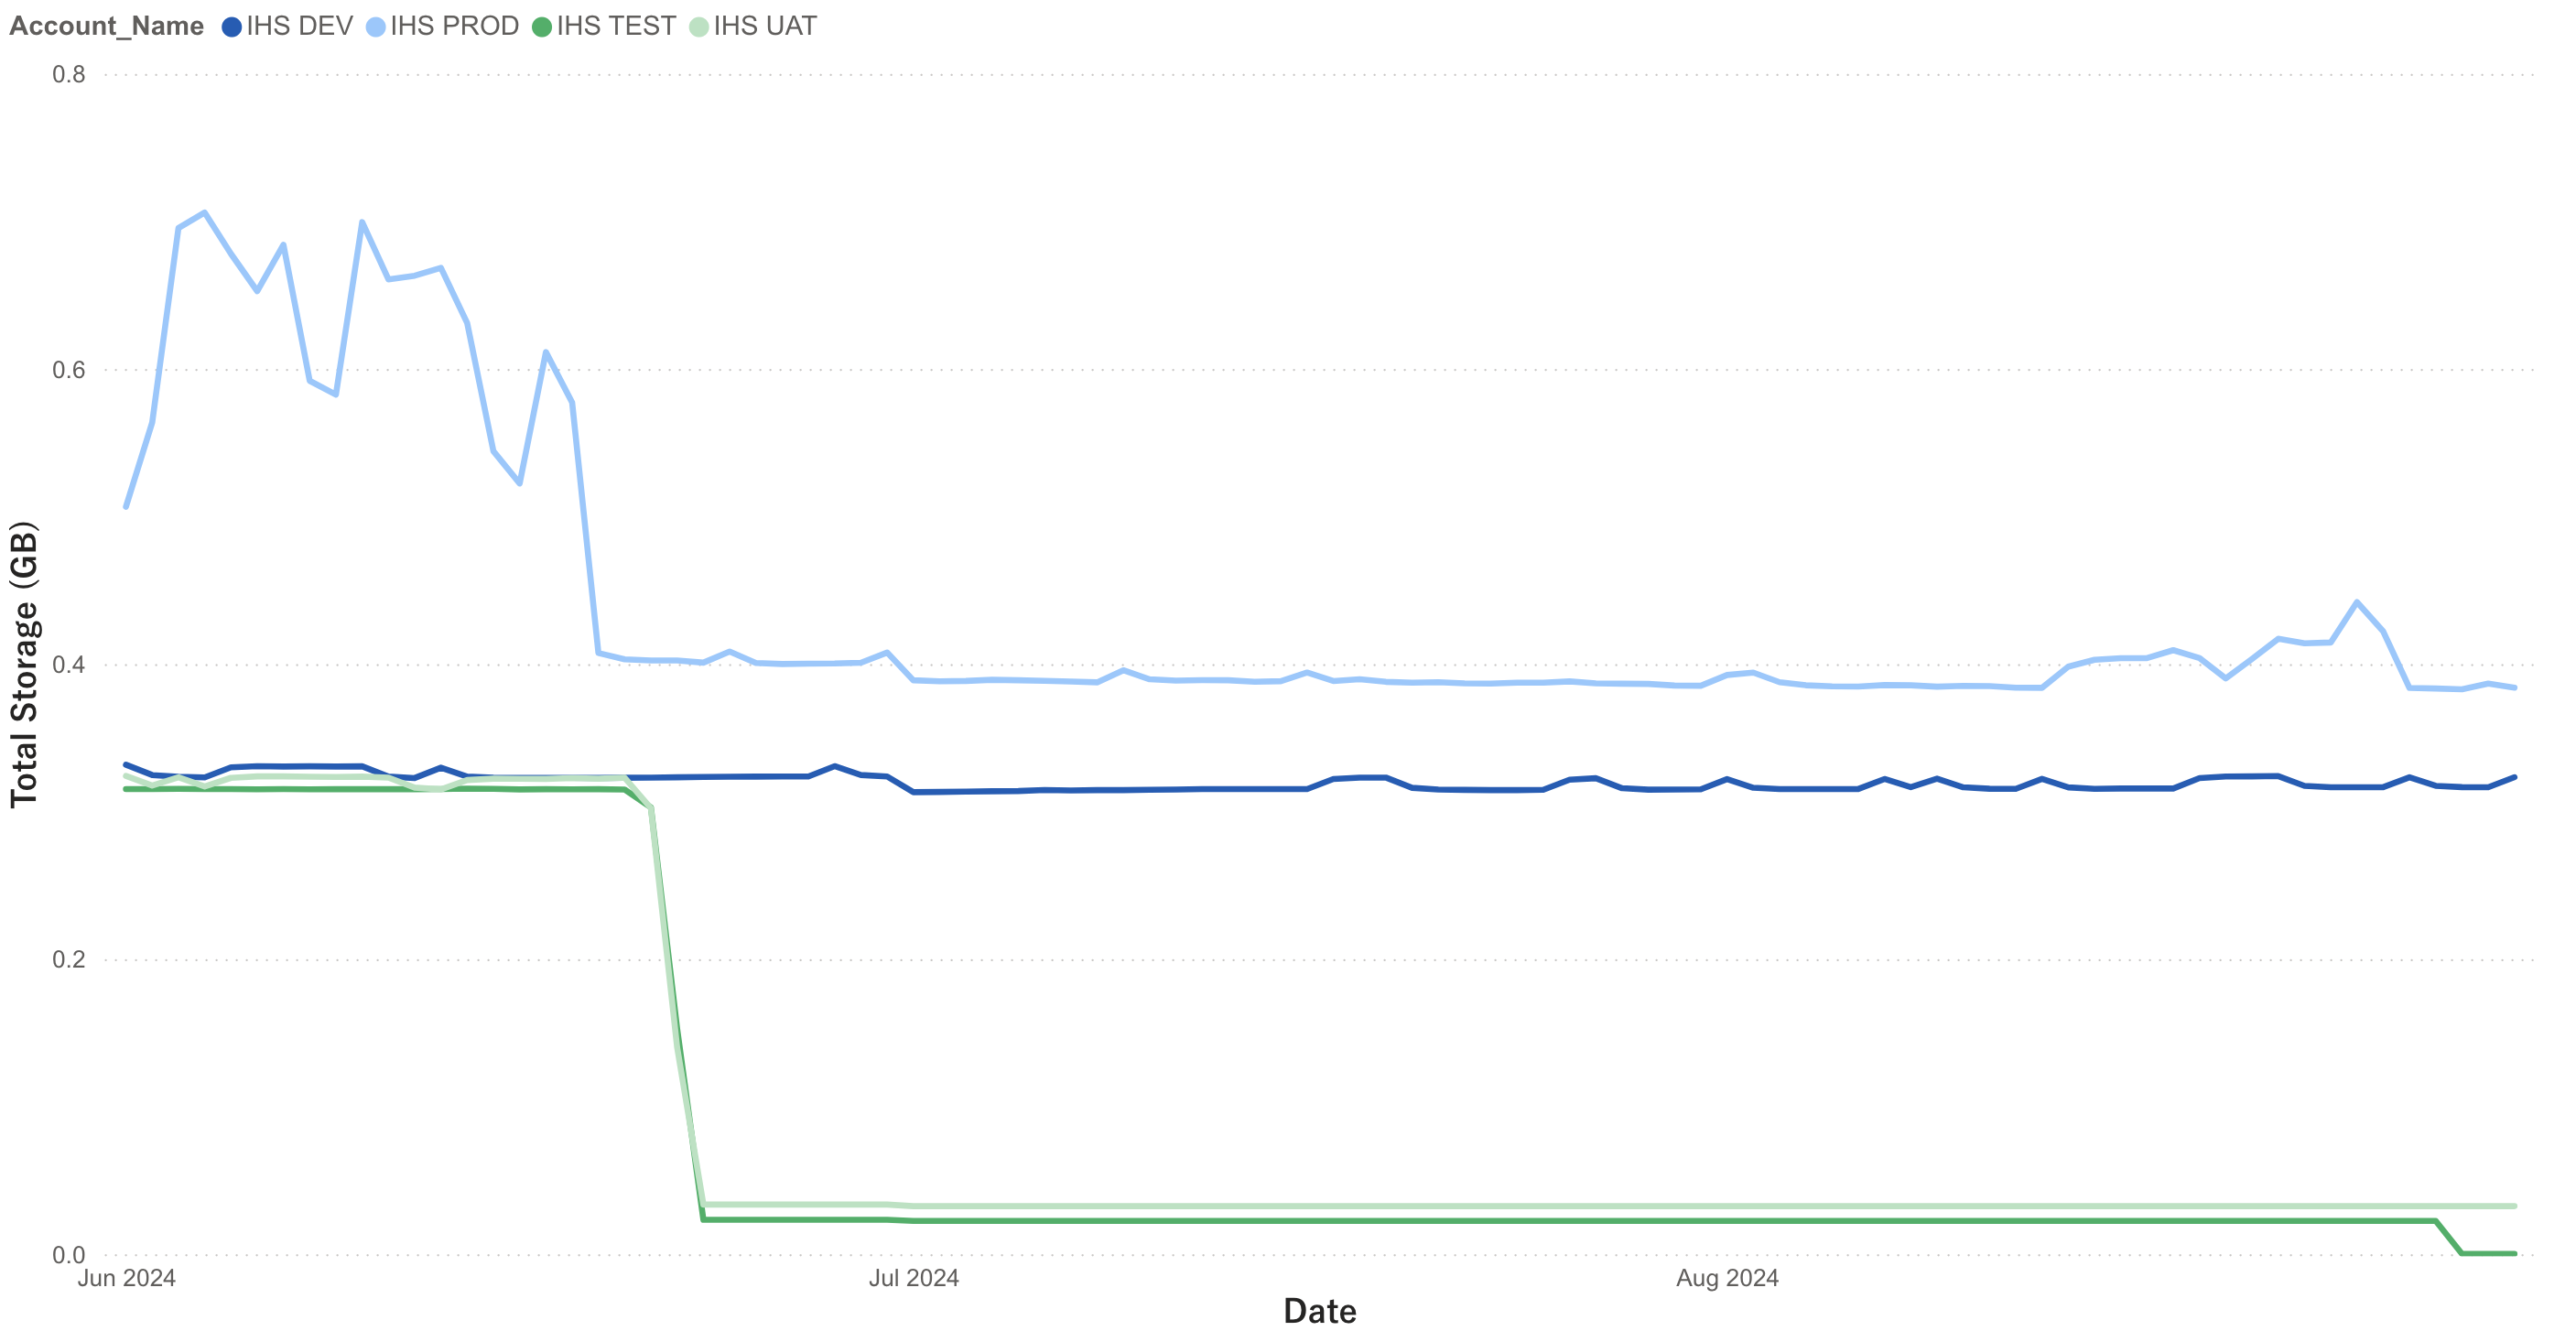 Account_Name IHS DEV IHS PROD IHS TEST IHS UAT
0.8
0.6
0.4
0.2
0.0
Total Storage (GB)
Jun 2024 Jul 2024 Aug 2024
Date